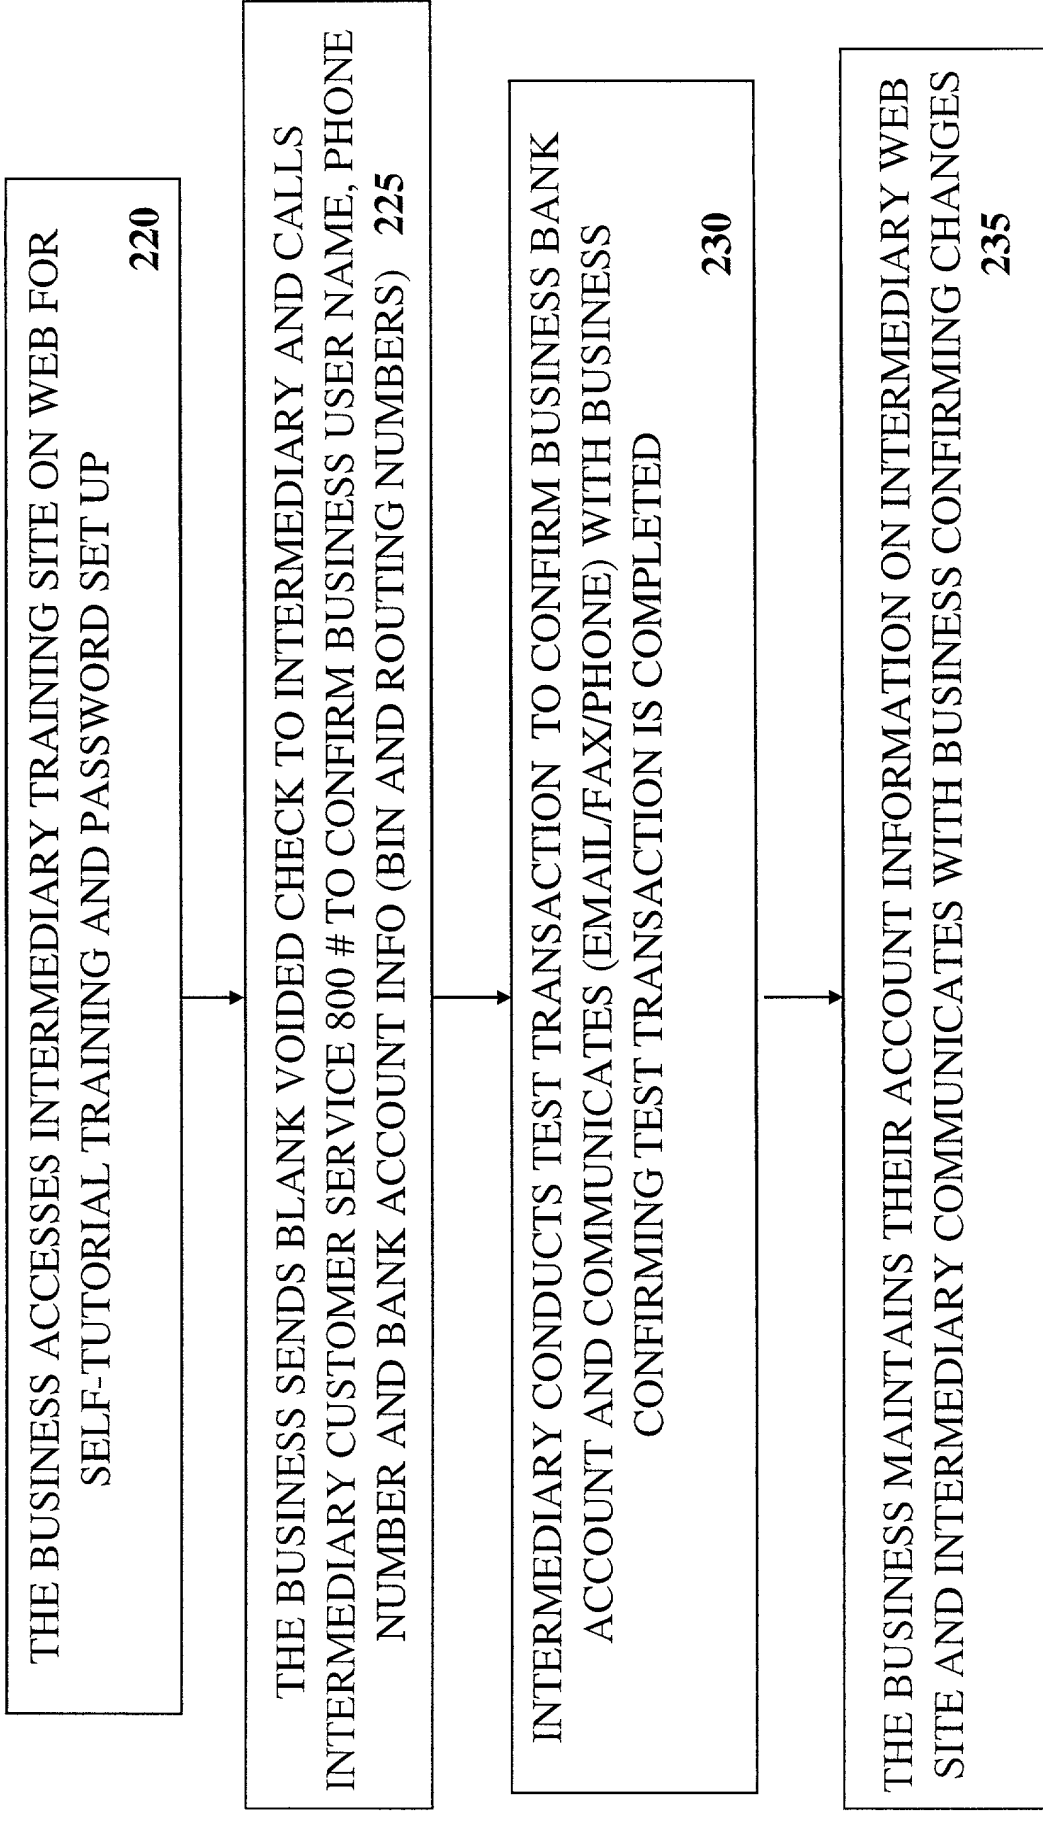 THE BUSINESS ACCESSES INTERMEDIARY TRAINING SITE ON WEB FOR
SELF-TUTORIAL TRAINING AND PASSWORD SET UP
220
THE BUSINESS SENDS BLANK VOIDED CHECK TO INTERMEDIARY AND CALLS
INTERMEDIARY CUSTOMER SERVICE 800 # TO CONFIRM BUSINESS USER NAME, PHONE
NUMBER AND BANK ACCOUNT INFO (BIN AND ROUTING NUMBERS) 225
INTERMEDIARY CONDUCTS TEST TRANSACTION TO CONFIRM BUSINESS BANK
ACCOUNT AND COMMUNICATES (EMAIL/FAX/PHONE) WITH BUSINESS
CONFIRMING TEST TRANSACTION IS COMPLETED
230
THE BUSINESS MAINTAINS THEIR ACCOUNT INFORMATION ON INTERMEDIARY WEB
SITE AND INTERMEDIARY COMMUNICATES WITH BUSINESS CONFIRMING CHANGES
235